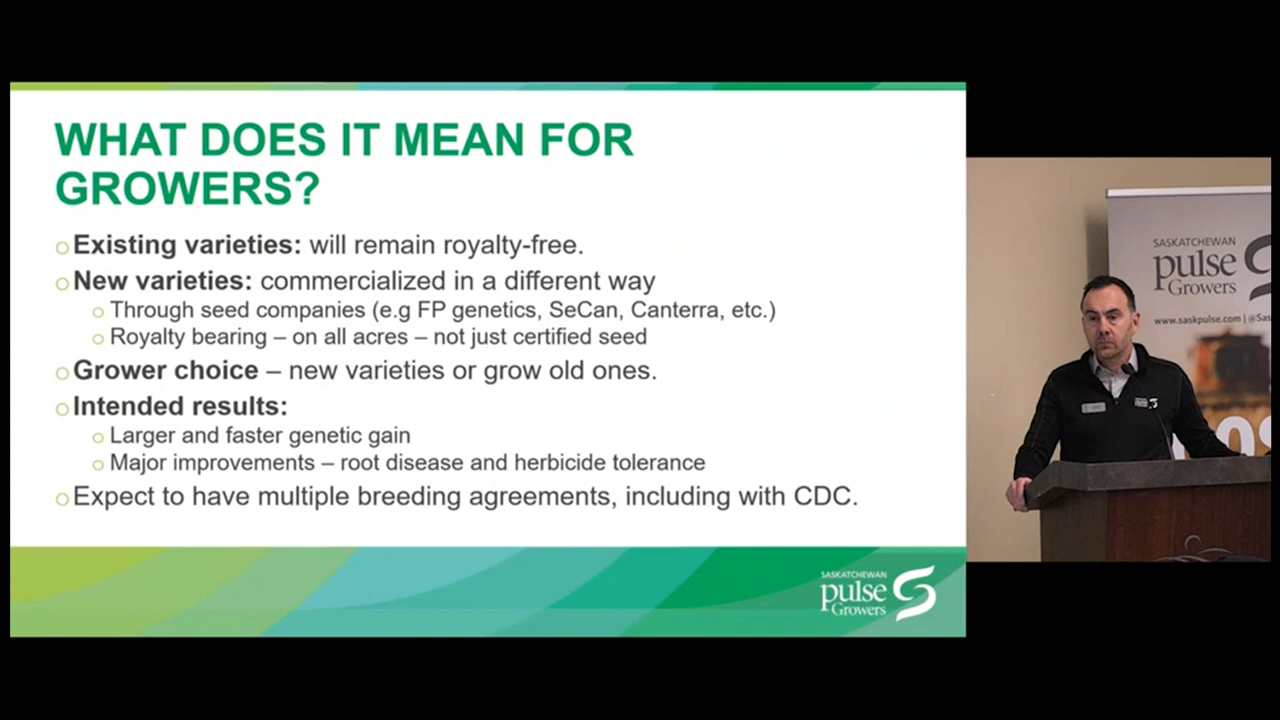 WHAT DOES IT MEAN FOR
GROWERS?
Existing varieties: will remain royalty-free.
New varieties: commercialized in a different way
Through seed companies (e.g FP genetics, SeCan, Canterra, etc.)
Royalty bearing – on all acres – not just certified seed
Grower choice – new varieties or grow old ones.
Intended results:
Larger and faster genetic gain
Major improvements – root disease and herbicide tolerance
Expect to have multiple breeding agreements, including with CDC.
SASKATCHEWAN
pulse
Growers
SASKATCHEWAN
pulse
Growers
www.saskpulse.com | @Sas